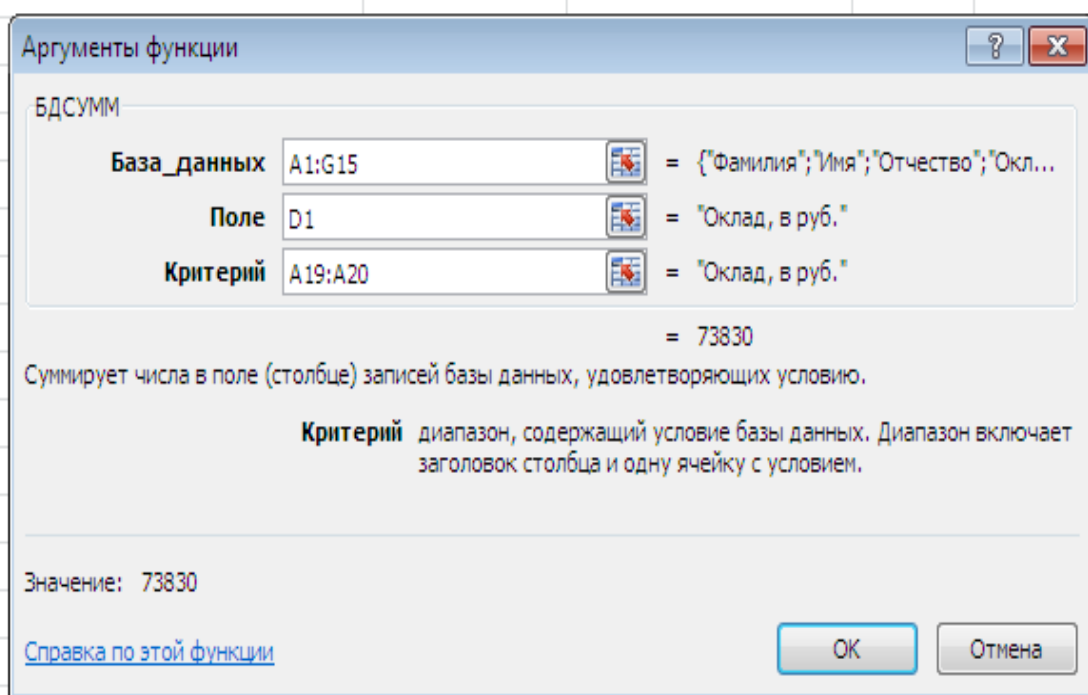 Аргументы функции
БДСУММ
База_данных A1:G15 = {"Фамилия";"Имя";"Отчество";"Окл...
Поле D1 = "Оклад, в руб."
Критерий A19:A20 = "Оклад, в руб."
= 73830
Суммирует числа в поле (столбце) записей базы данных, удовлетворяющих условию.
Критерий диапазон, содержащий условие базы данных. Диапазон включает
заголовок столбца и одну ячейку с условием.
Значение: 73830
Справка по этой функции OK Отмена